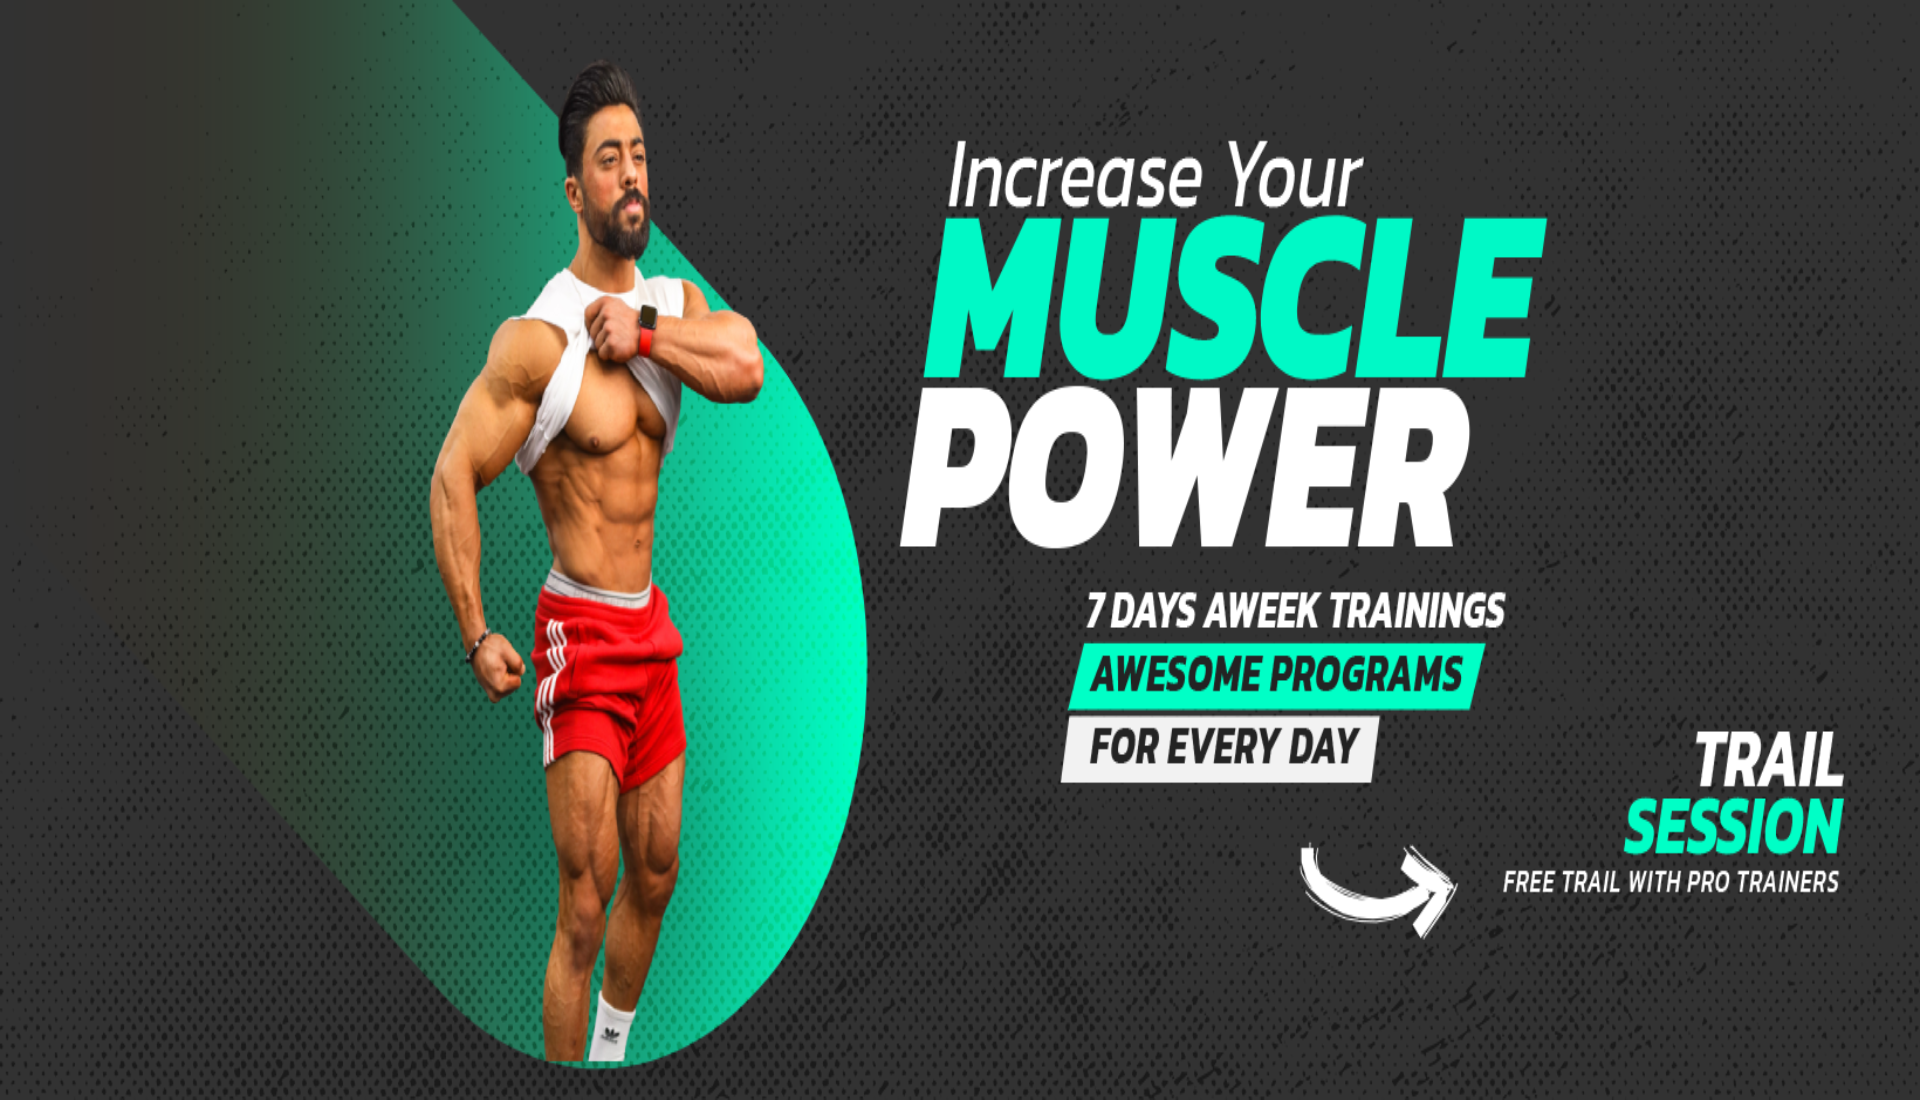 Increase Your
MUSCLE
POWER
7 DAYS AWEEK TRAININGS
AWESOME PROGRAMS
FOR EVERY DAY
TRAIL
SESSION
FREE TRAIL WITH PRO TRAINERS